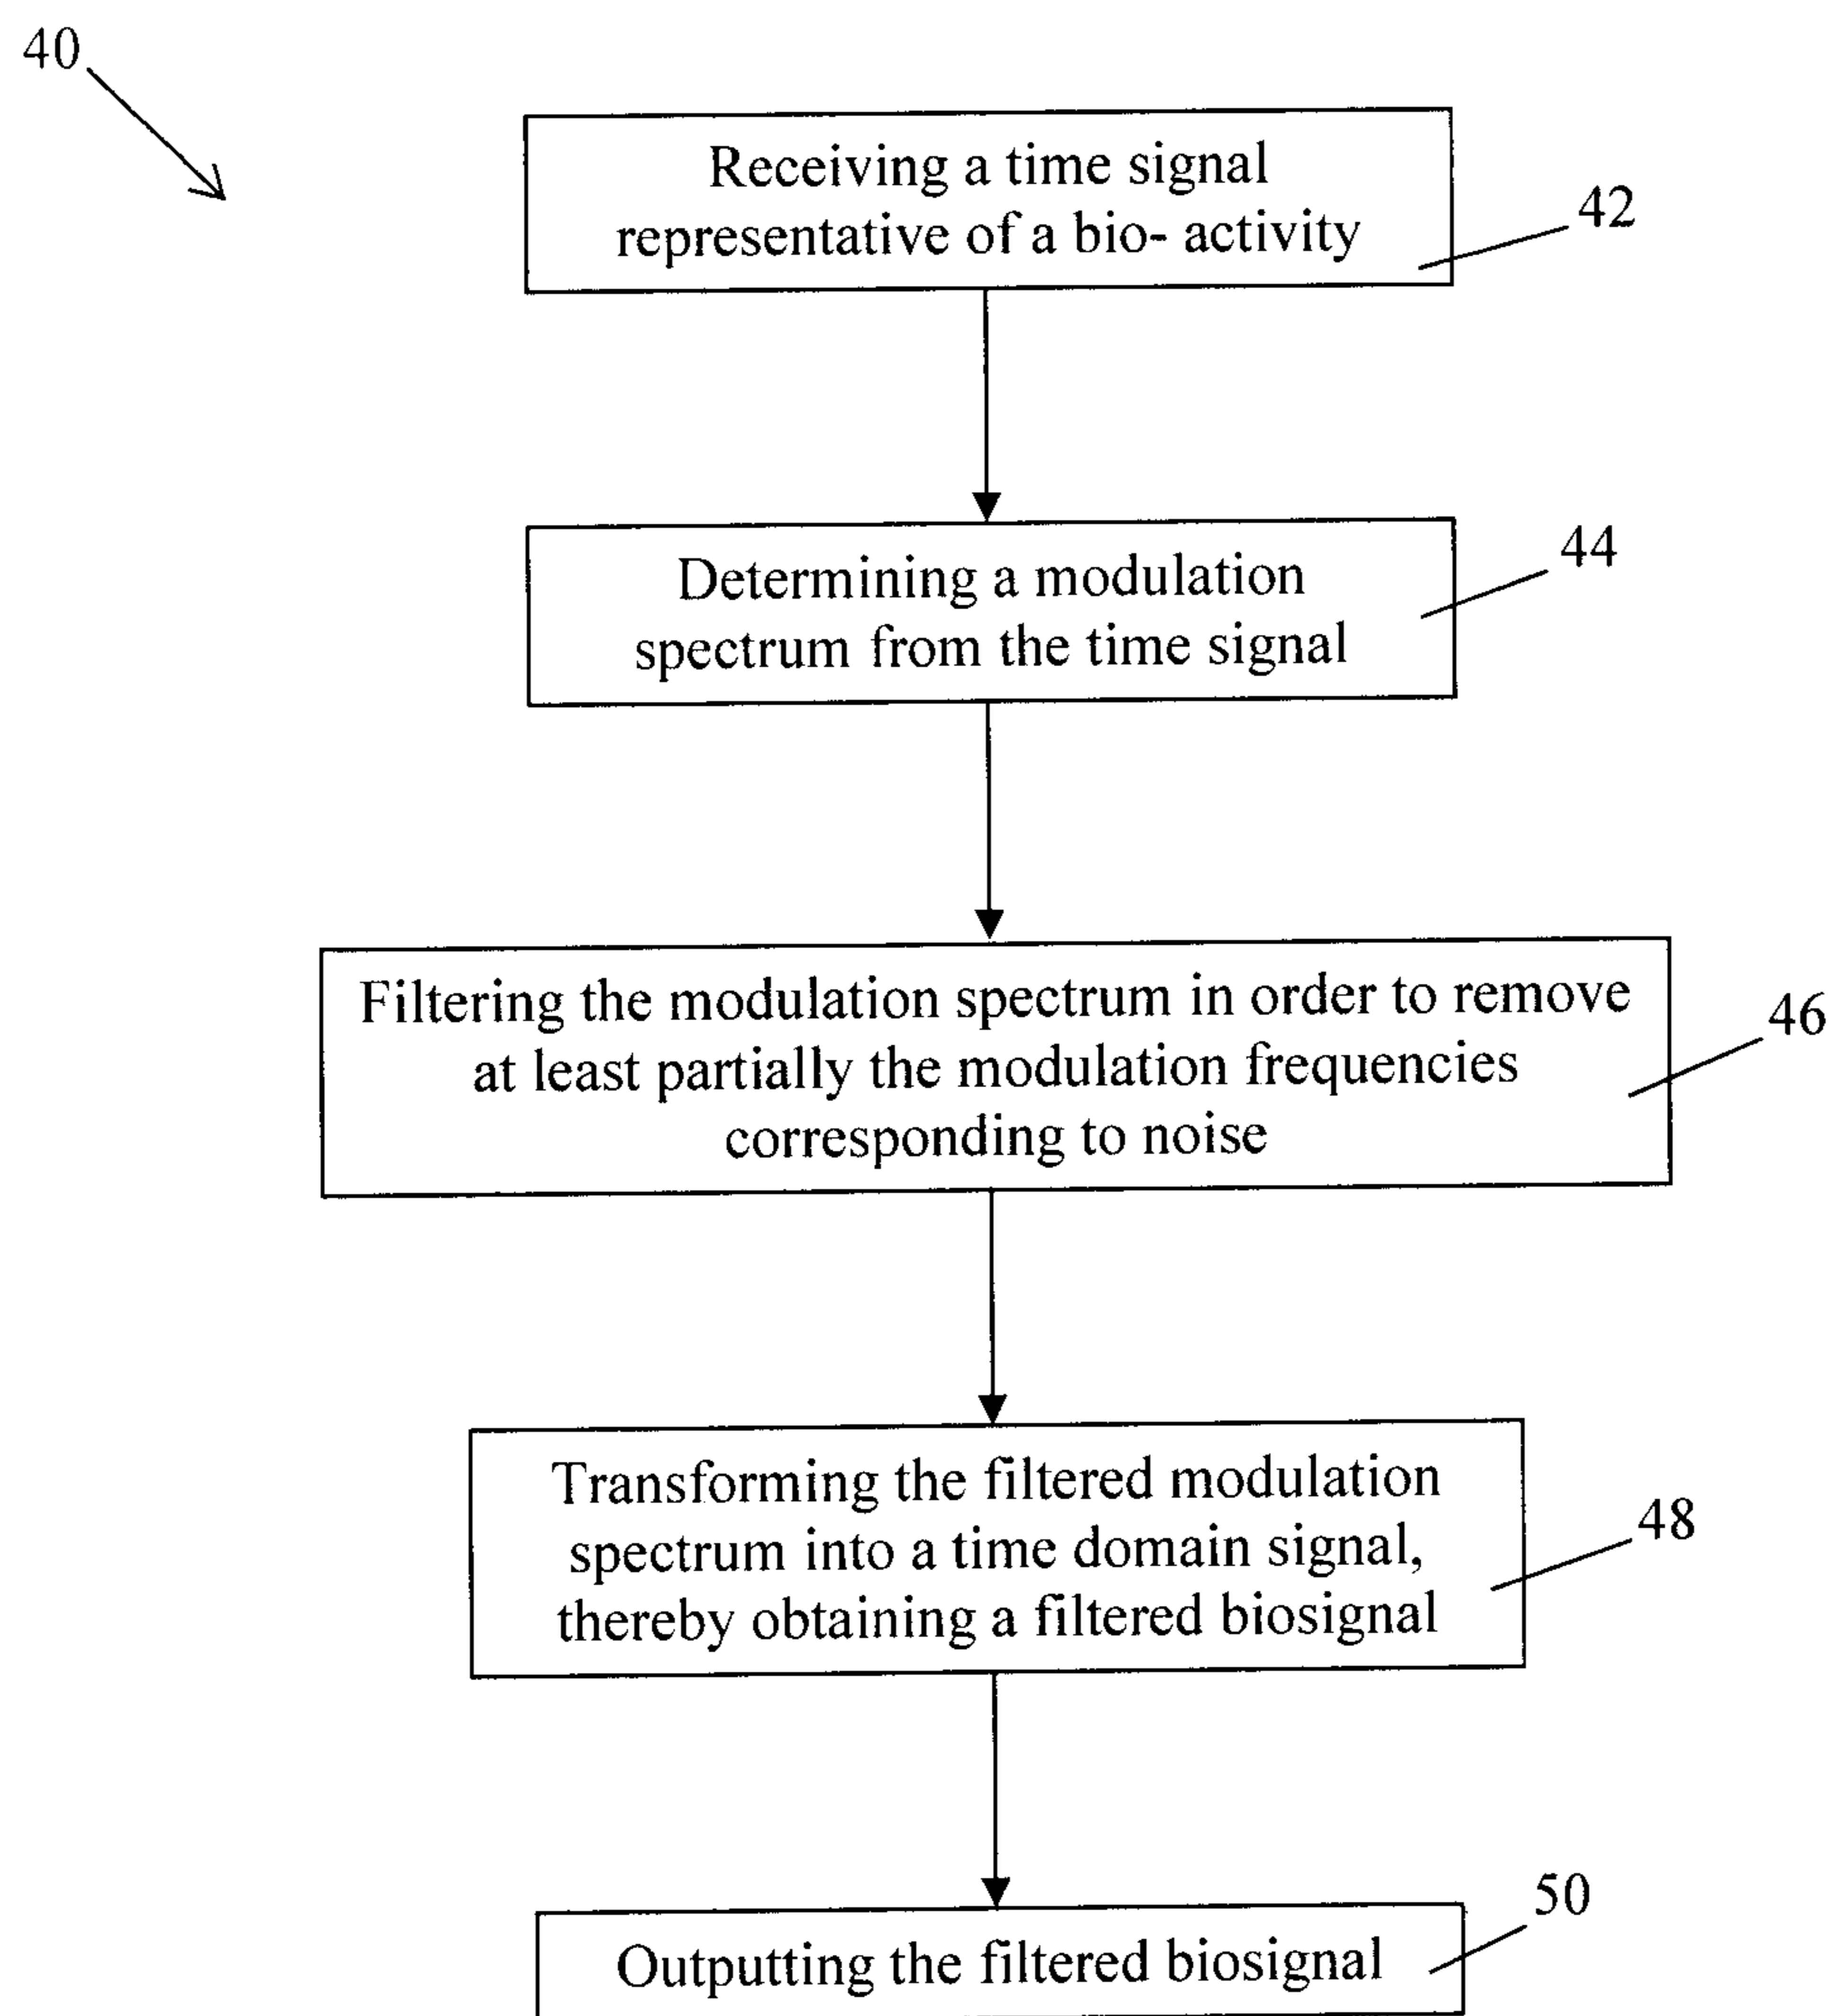 40
Receiving a time signal
representative of a bio- activity
42
Determining a modulation
spectrum from the time signal
44
Filtering the modulation spectrum in order to remove
at least partially the modulation frequencies
corresponding to noise
46
Transforming the filtered modulation
spectrum into a time domain signal,
thereby obtaining a filtered biosignal
48
Outputting the filtered biosignal
50